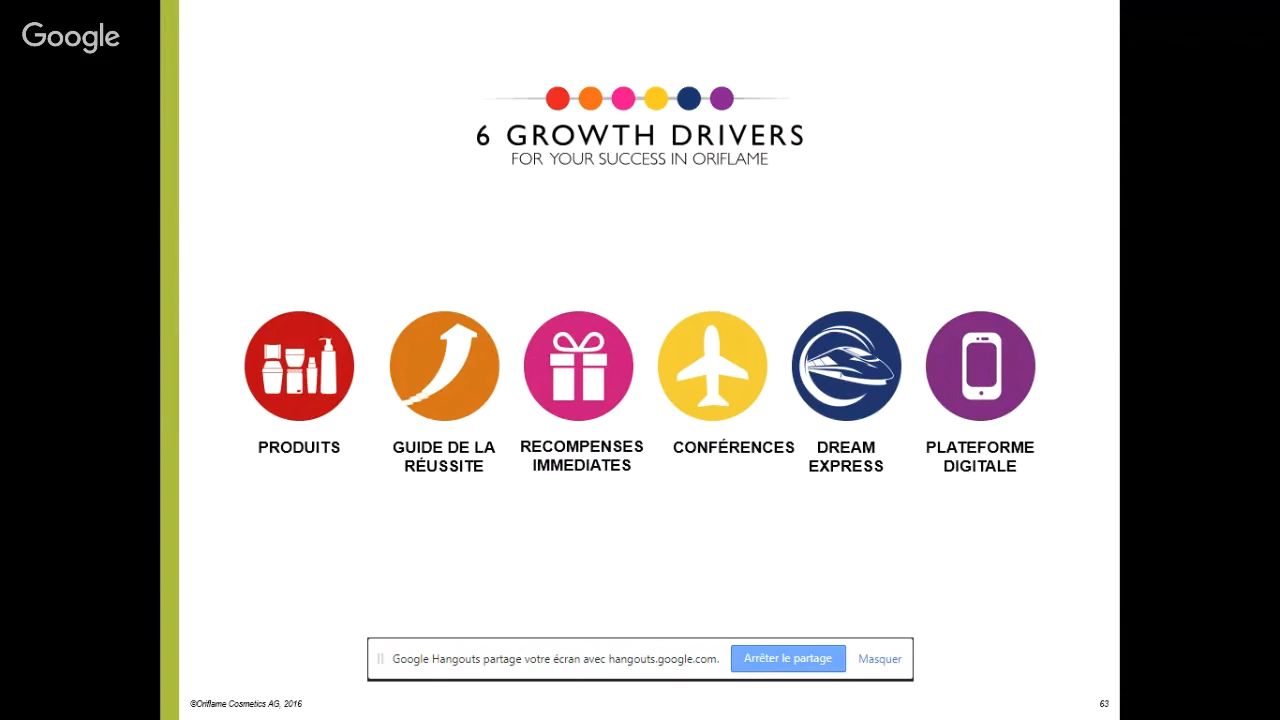 Google
6 GROWTH DRIVERS
FOR YOUR SUCCESS IN ORIFLAME
PRODUITS
GUIDE DE LA
RÉUSSITE
RECOMPENSES
IMMEDIATES
CONFÉRENCES
DREAM
EXPRESS
PLATEFORME
DIGITALE
Google Hangouts partage votre écran avec hangouts.google.com. Arrêter le partage Masquer
©Oriflame Cosmetics AG, 2016 63